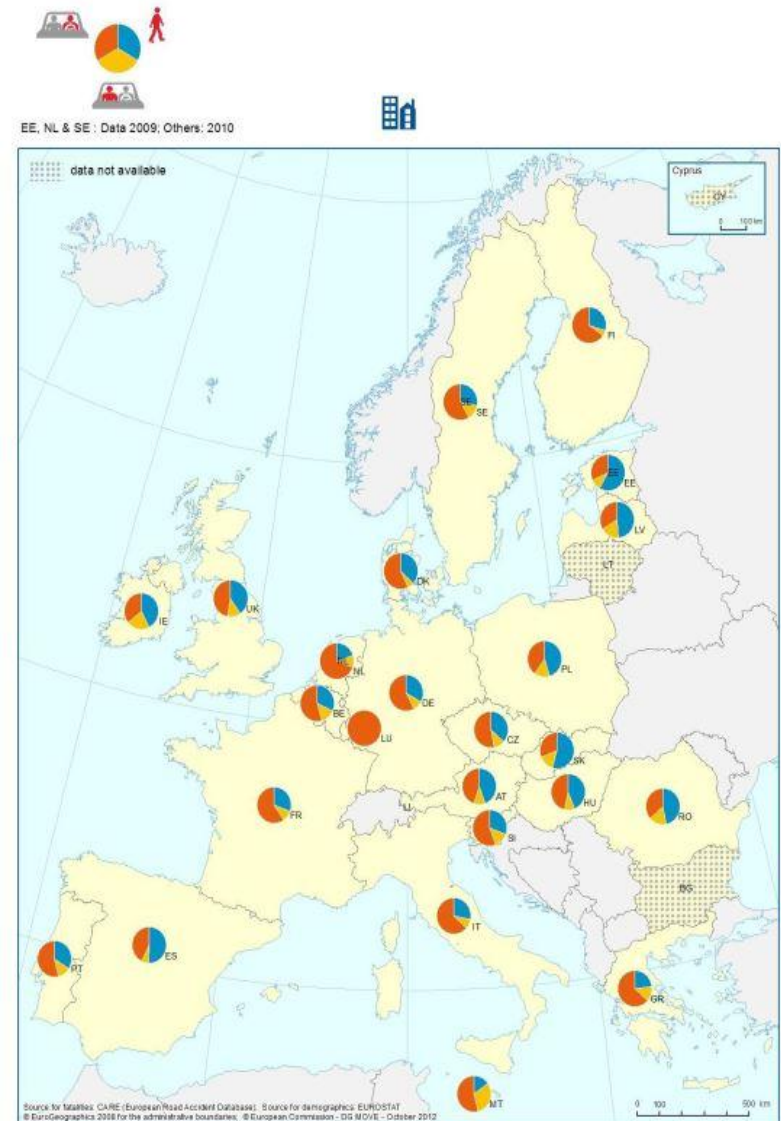 EE, NL & SE : Data 2009; Others: 2010
data not available
Cyprus
CY
0 100 km
FI
SE
SE
EE
EE
LV
LT
DK
IE
UK
NL
NL
PL
BE
DE
LU
CZ
SK
AT
HU
LI
FR
SI
RO
BG
IT
ES
PT
GR
MT
Source for fatalities: CARE (European Road Accident Database). Source for demographics: EUROSTAT
© EuroGeographics 2008 for the administrative boundaries; © European Commission - DG MOVE - October 2012
0 100 500 km